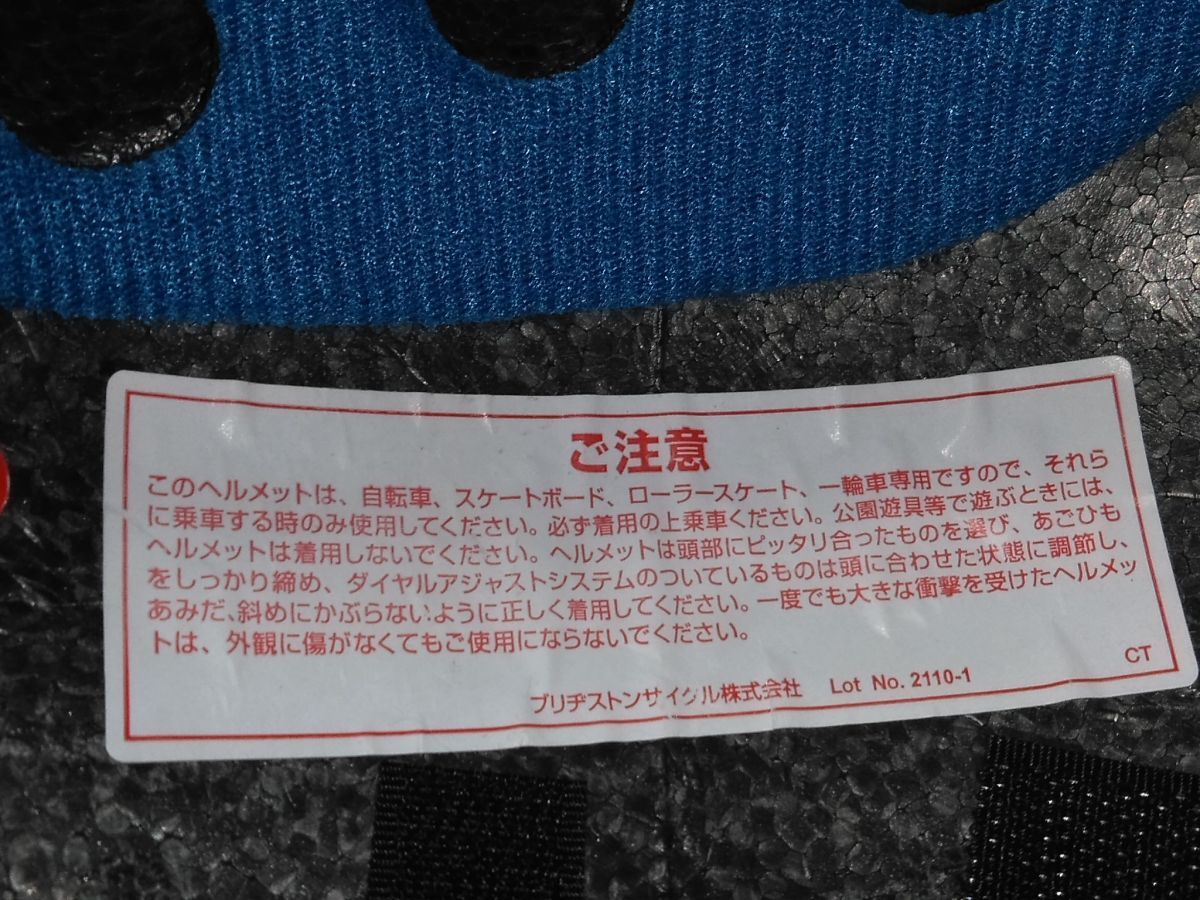 ご注意
このヘルメットは、自転車、スケートボード、ローラースケート、一輪車専用ですので、それら
に乗車する時のみ使用してください。必ず着用の上乗車ください。公園遊具等で遊ぶときには、
ヘルメットは着用しないでください。ヘルメットは頭部にピッタリ合ったものを選び、あごひも
をしっかり締め、ダイヤルアジャストシステムのついているものは頭に合わせた状態に調節し、
あみだ、斜めにかぶらないように正しく着用してください。一度でも大きな衝撃を受けたヘルメッ
トは、外観に傷がなくてもご使用にならないでください。
ブリヂストンサイクル株式会社 Lot No. 2110-1
CT